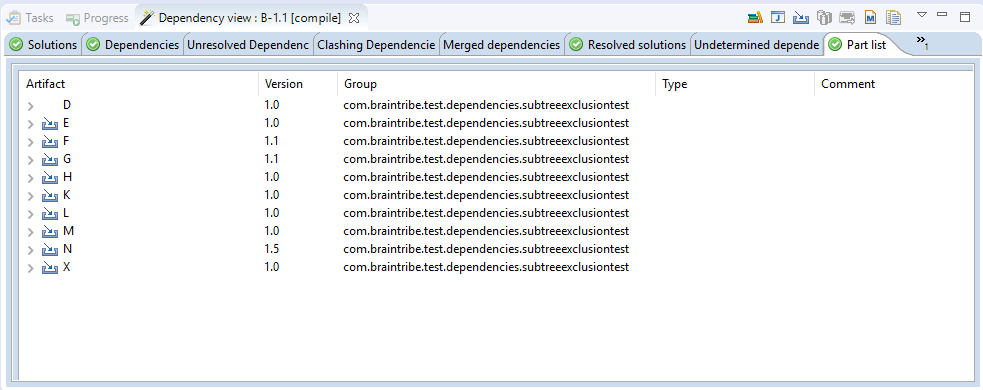 Tasks Progress Dependency view : B-1.1 [compile]
Solutions Dependencies Unresolved Dependenc Clashing Dependencie Merged dependencies Resolved solutions Undetermined depende Part list »1
Artifact Version Group Type Comment
D 1.0 com.braintribe.test.dependencies.subtreeexclusiontest
E 1.0 com.braintribe.test.dependencies.subtreeexclusiontest
F 1.1 com.braintribe.test.dependencies.subtreeexclusiontest
G 1.1 com.braintribe.test.dependencies.subtreeexclusiontest
H 1.0 com.braintribe.test.dependencies.subtreeexclusiontest
K 1.0 com.braintribe.test.dependencies.subtreeexclusiontest
L 1.0 com.braintribe.test.dependencies.subtreeexclusiontest
M 1.0 com.braintribe.test.dependencies.subtreeexclusiontest
N 1.5 com.braintribe.test.dependencies.subtreeexclusiontest
X 1.0 com.braintribe.test.dependencies.subtreeexclusiontest